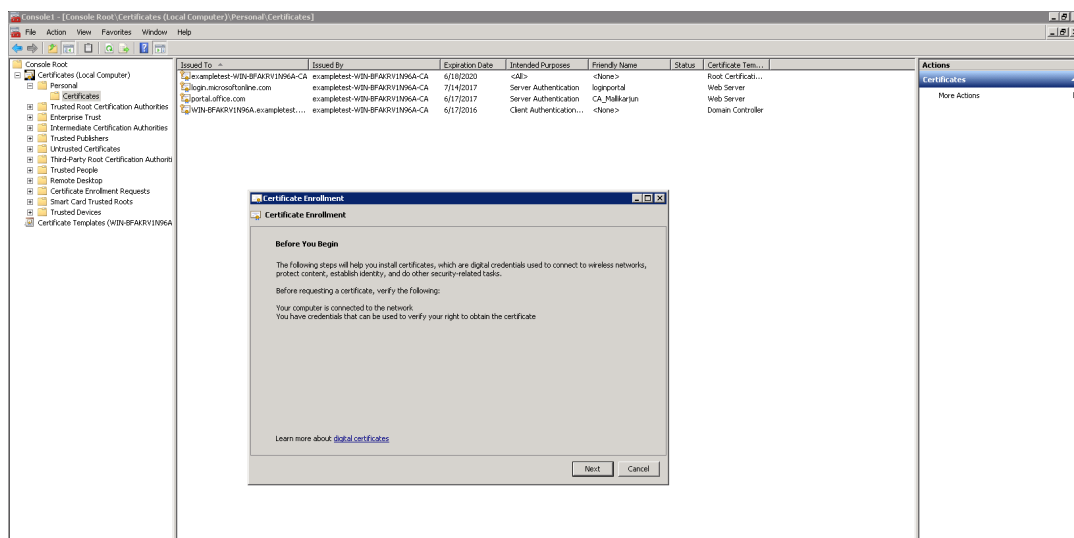 Console1 - [Console Root\Certificates (Local Computer)\Personal\Certificates]
File Action View Favorites Window Help
Console Root
Certificates (Local Computer)
Personal
Certificates
Trusted Root Certification Authorities
Enterprise Trust
Intermediate Certification Authorities
Trusted Publishers
Untrusted Certificates
Third-Party Root Certification Authoriti
Trusted People
Remote Desktop
Certificate Enrollment Requests
Smart Card Trusted Roots
Trusted Devices
Certificate Templates (WIN-BFAKRV1N96A
Issued To Issued By Expiration Date Intended Purposes Friendly Name Status Certificate Tem...
exampletest-WIN-BFAKRV1N96A-CA exampletest-WIN-BFAKRV1N96A-CA 6/18/2020 <All> <None> Root Certificati...
login.microsoftonline.com exampletest-WIN-BFAKRV1N96A-CA 7/14/2017 Server Authentication loginportal Web Server
portal.office.com exampletest-WIN-BFAKRV1N96A-CA 6/17/2017 Server Authentication CA_Mallikarjun Web Server
WIN-BFAKRV1N96A.exampletest.... exampletest-WIN-BFAKRV1N96A-CA 6/17/2016 Client Authentication... <None> Domain Controller
Actions
Certificates
More Actions
Certificate Enrollment
Certificate Enrollment
Before You Begin
The following steps will help you install certificates, which are digital credentials used to connect to wireless networks,
protect content, establish identity, and do other security-related tasks.
Before requesting a certificate, verify the following:
Your computer is connected to the network
You have credentials that can be used to verify your right to obtain the certificate
Learn more about digital certificates
Next Cancel